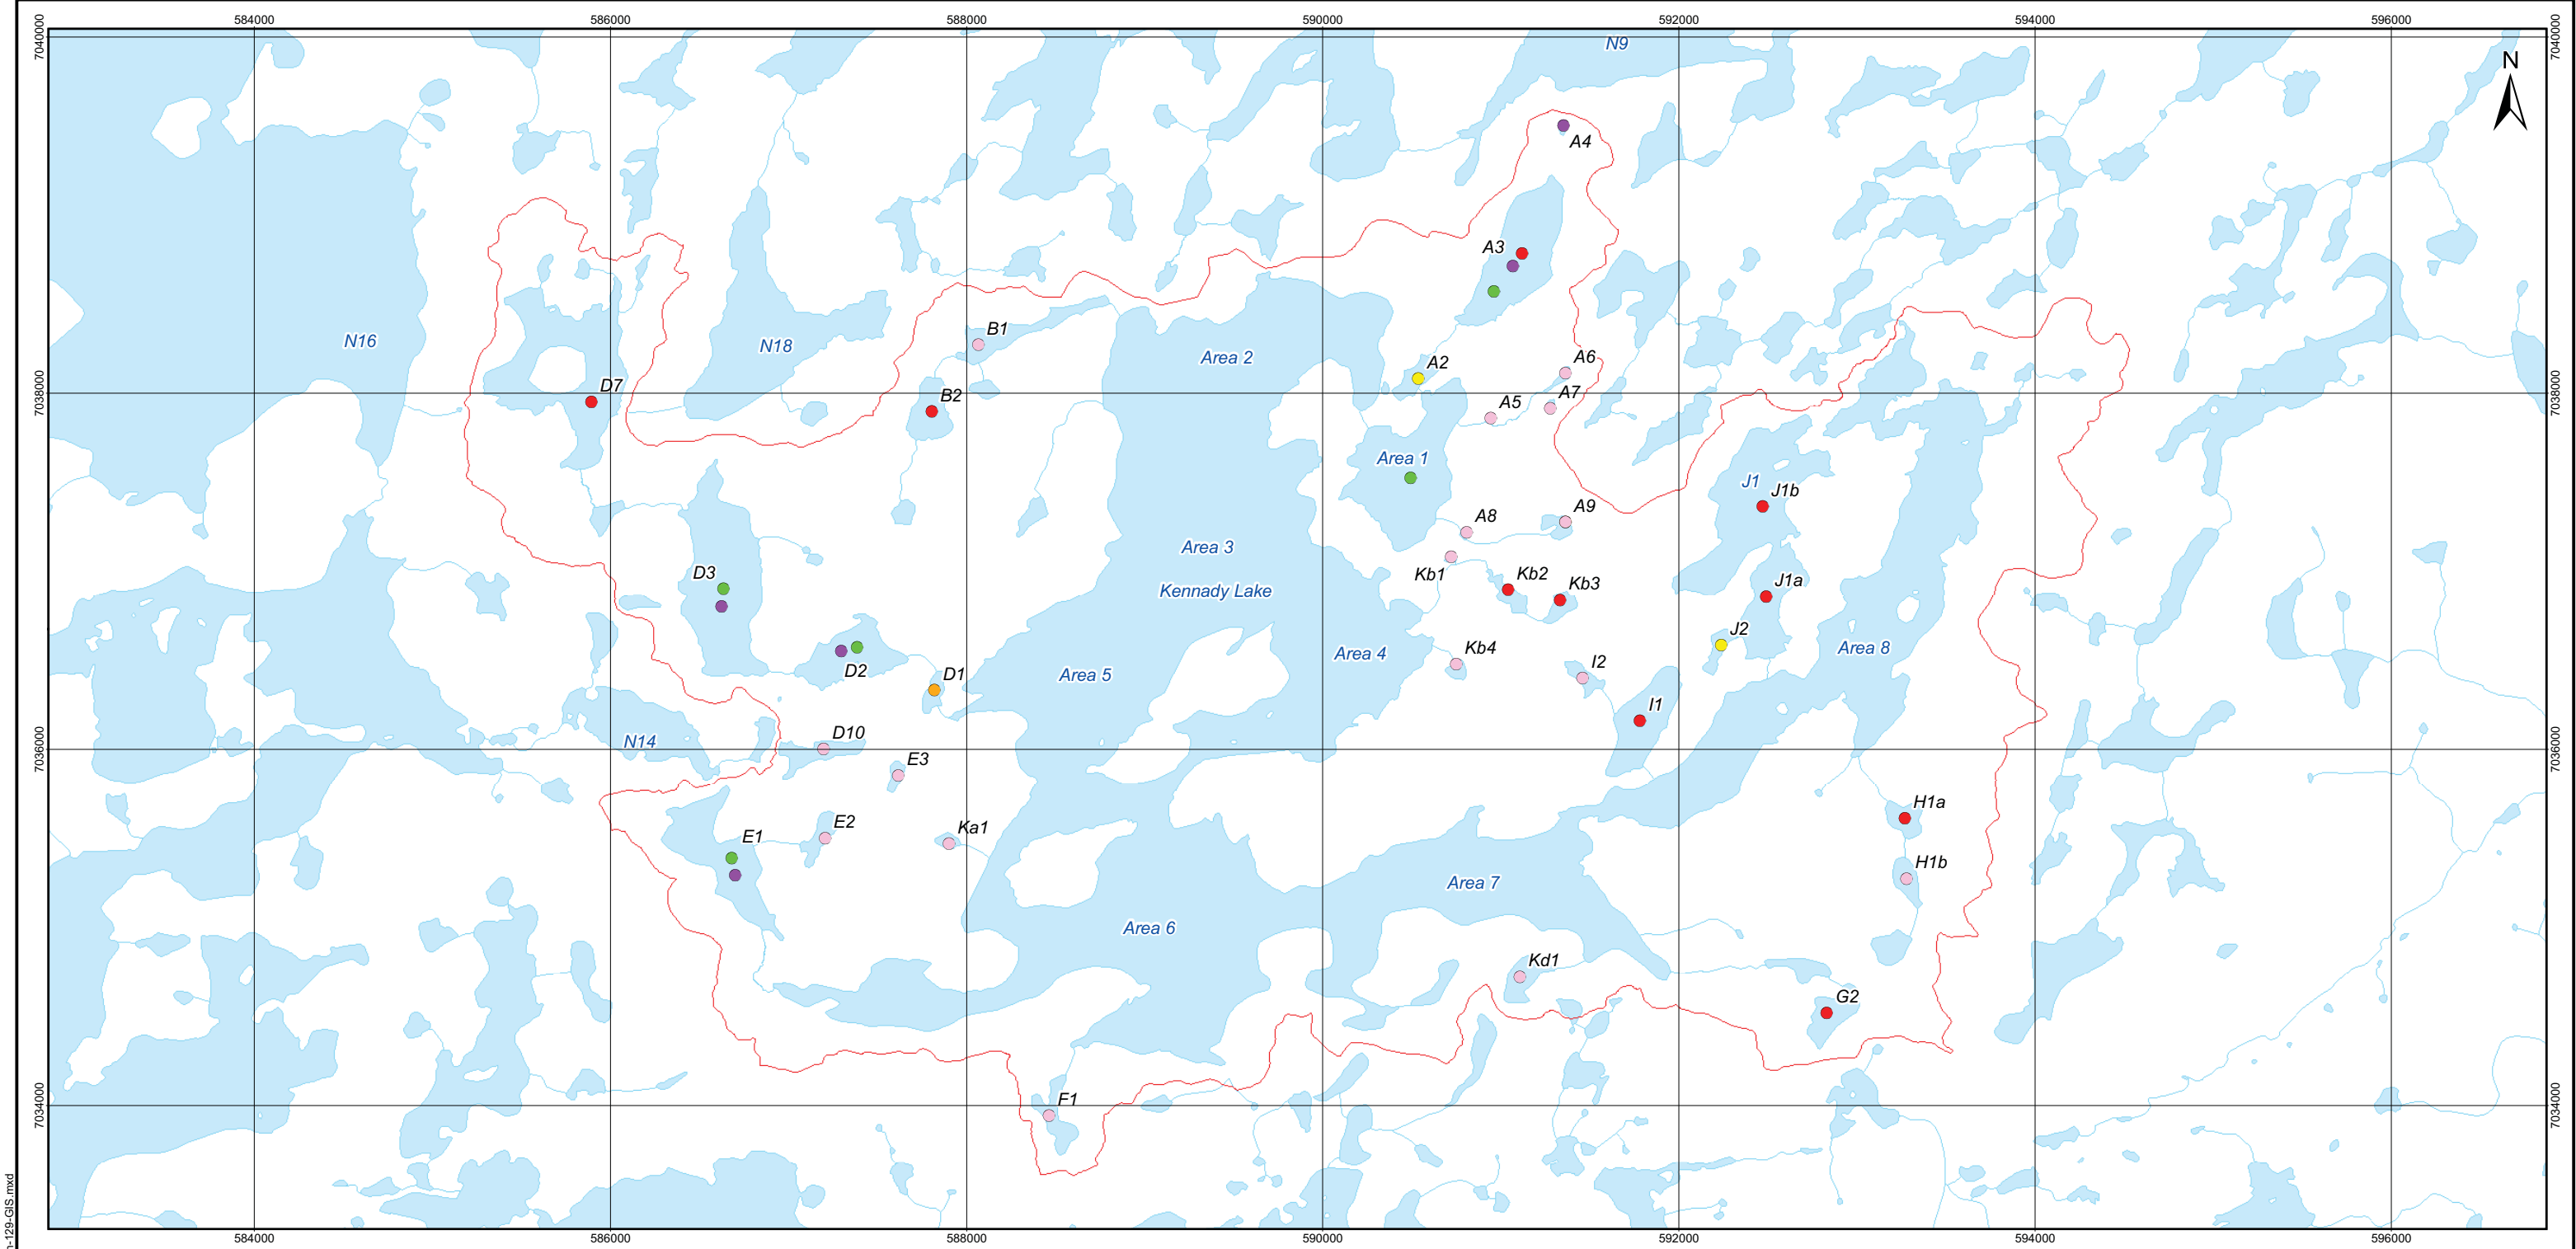 584000
586000
588000
590000
592000
594000
596000
7040000
7040000
N9
N
A4
A3
B1
N16
N18
Area 2
A2
A6
D7
B2
A5
A7
Area 1
J1
J1b
A8
A9
Area 3
D3
Kb1
Kb2
Kb3
J1a
Kennady Lake
J2
Kb4
Area 4
Area 8
D2
D1
Area 5
I2
I1
N14
D10
E3
H1a
E1
E2
Ka1
H1b
Area 7
Area 6
Kd1
G2
F1
7038000
7038000
7036000
7036000
7034000
7034000
584000
586000
588000
590000
592000
594000
596000
-129-GIS.mxd